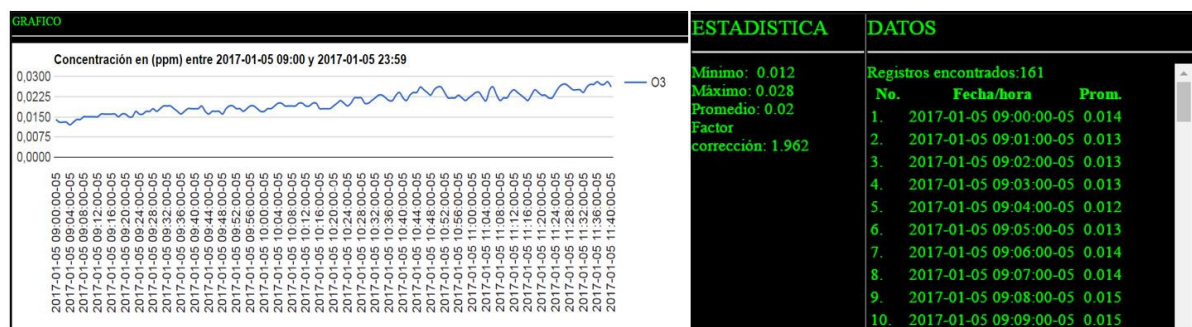 GRAFICO
Concentración en (ppm) entre 2017-01-05 09:00 y 2017-01-05 23:59
0,0300
0,0225
0,0150
0,0075
0,0000
O3
2017-01-05 09:00:00-05
2017-01-05 09:04:00-05
2017-01-05 09:08:00-05
2017-01-05 09:12:00-05
2017-01-05 09:16:00-05
2017-01-05 09:20:00-05
2017-01-05 09:24:00-05
2017-01-05 09:28:00-05
2017-01-05 09:32:00-05
2017-01-05 09:36:00-05
2017-01-05 09:40:00-05
2017-01-05 09:44:00-05
2017-01-05 09:48:00-05
2017-01-05 09:52:00-05
2017-01-05 09:56:00-05
2017-01-05 10:00:00-05
2017-01-05 10:04:00-05
2017-01-05 10:08:00-05
2017-01-05 10:12:00-05
2017-01-05 10:16:00-05
2017-01-05 10:20:00-05
2017-01-05 10:24:00-05
2017-01-05 10:28:00-05
2017-01-05 10:32:00-05
2017-01-05 10:36:00-05
2017-01-05 10:40:00-05
2017-01-05 10:44:00-05
2017-01-05 10:48:00-05
2017-01-05 10:52:00-05
2017-01-05 10:56:00-05
2017-01-05 11:00:00-05
2017-01-05 11:04:00-05
2017-01-05 11:08:00-05
2017-01-05 11:12:00-05
2017-01-05 11:16:00-05
2017-01-05 11:20:00-05
2017-01-05 11:24:00-05
2017-01-05 11:28:00-05
2017-01-05 11:32:00-05
2017-01-05 11:36:00-05
2017-01-05 11:40:00-05
ESTADISTICA
Mínimo: 0.012
Máximo: 0.028
Promedio: 0.02
Factor
corrección: 1.962
DATOS
Registros encontrados:161
No. Fecha/hora Prom.
1. 2017-01-05 09:00:00-05 0.014
2. 2017-01-05 09:01:00-05 0.013
3. 2017-01-05 09:02:00-05 0.013
4. 2017-01-05 09:03:00-05 0.013
5. 2017-01-05 09:04:00-05 0.012
6. 2017-01-05 09:05:00-05 0.013
7. 2017-01-05 09:06:00-05 0.014
8. 2017-01-05 09:07:00-05 0.014
9. 2017-01-05 09:08:00-05 0.015
10. 2017-01-05 09:09:00-05 0.015